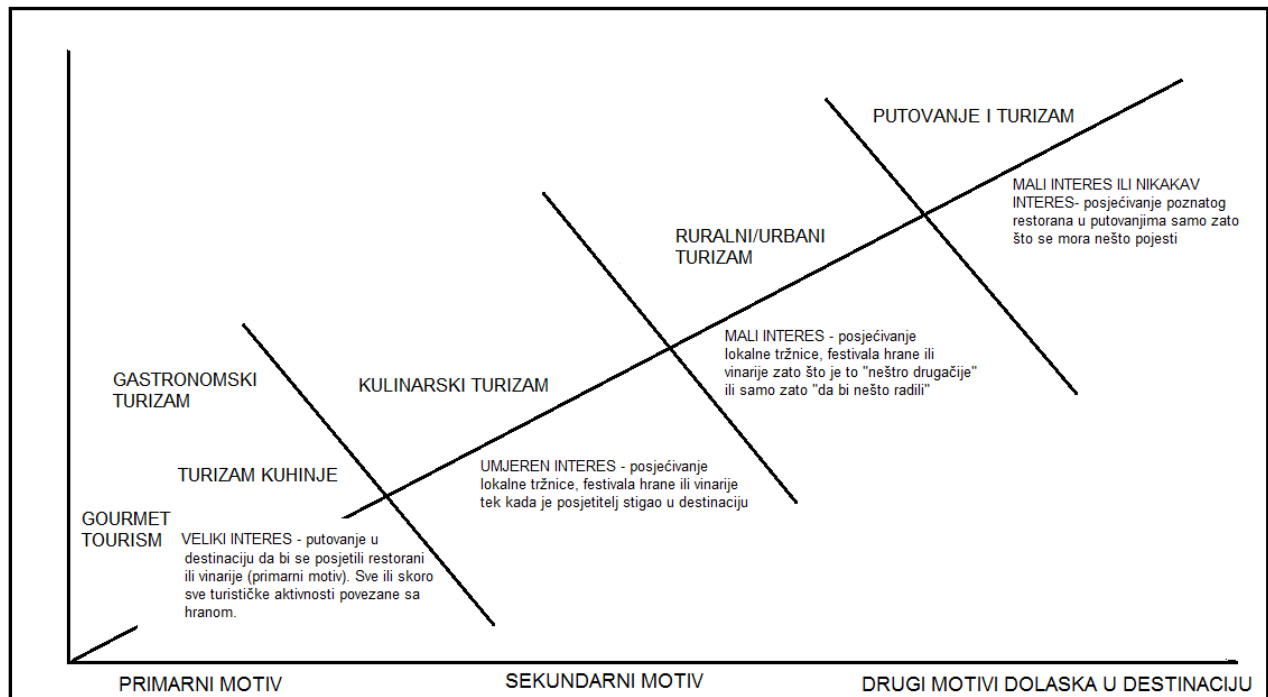 PUTOVANJE I TURIZAM
MALI INTERES ILI NIKAKAV
INTERES- posjećivanje poznatog
restorana u putovanjima samo zato
što se mora nešto pojesti
RURALNI/URBANI
TURIZAM
MALI INTERES - posjećivanje
lokalne tržnice, festivala hrane ili
vinarije zato što je to "neštro drugačije"
ili samo zato "da bi nešto radili"
GASTRONOMSKI
TURIZAM
KULINARSKI TURIZAM
UMJEREN INTERES - posjećivanje
lokalne tržnice, festivala hrane ili vinarije
tek kada je posjetitelj stigao u destinaciju
TURIZAM KUHINJE
GOURMET
TOURISM
VELIKI INTERES - putovanje u
destinaciju da bi se posjetili restorani
ili vinarije (primarni motiv). Sve ili skoro
sve turističke aktivnosti povezane sa
hranom.
PRIMARNI MOTIV
SEKUNDARNI MOTIV
DRUGI MOTIVI DOLASKA U DESTINACIJU